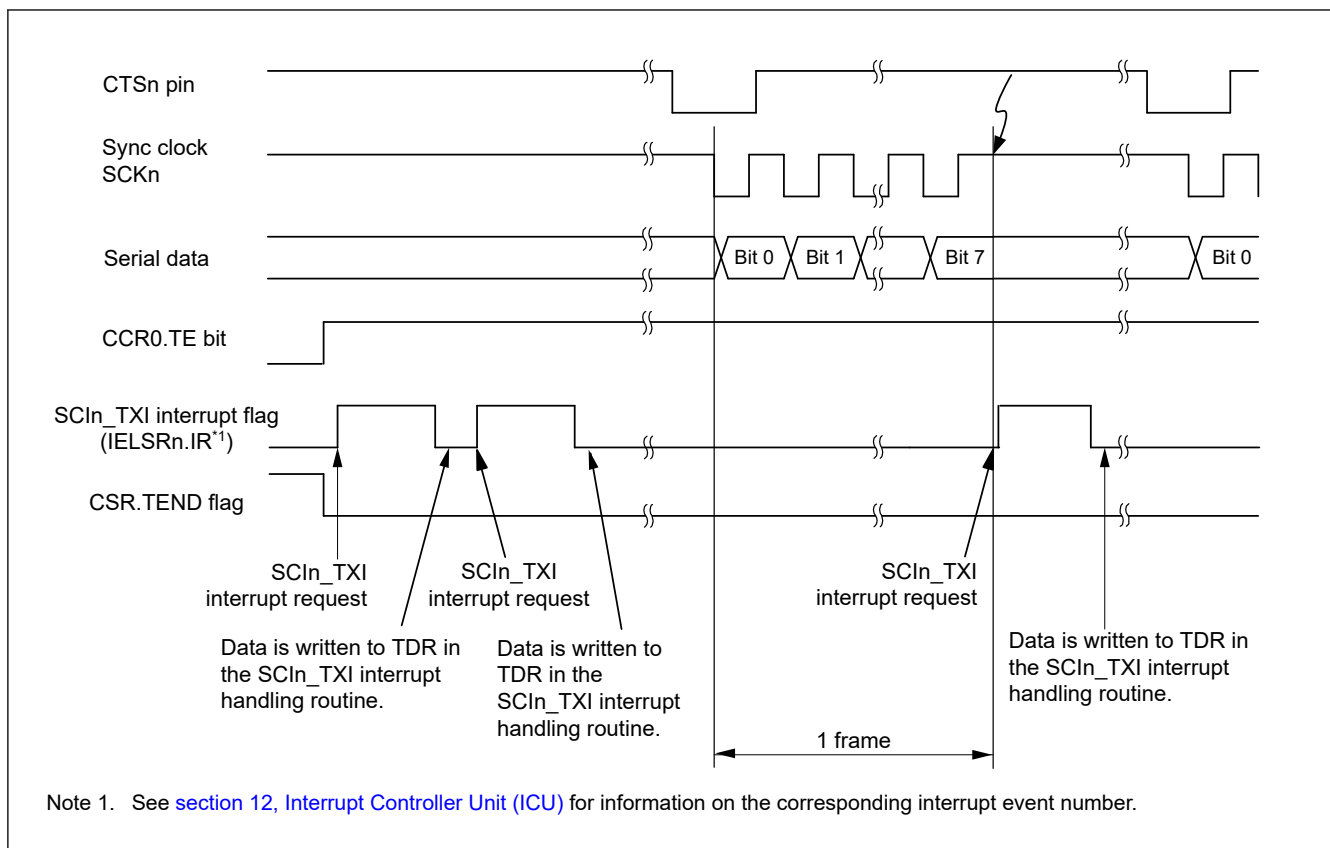 CTSn pin
Sync clock
SCKn
Serial data
Bit 0
Bit 1
Bit 7
Bit 0
CCR0.TE bit
SCIn_TXI interrupt flag
(IELSRn.IR*1)
CSR.TEND flag
SCIn_TXI
interrupt request
SCIn_TXI
interrupt request
SCIn_TXI
interrupt request
Data is written to TDR in
the SCIn_TXI interrupt
handling routine.
Data is written to
TDR in the
SCIn_TXI interrupt
handling routine.
Data is written to TDR in
the SCIn_TXI interrupt
handling routine.
1 frame
Note 1. See section 12, Interrupt Controller Unit (ICU) for information on the corresponding interrupt event number.